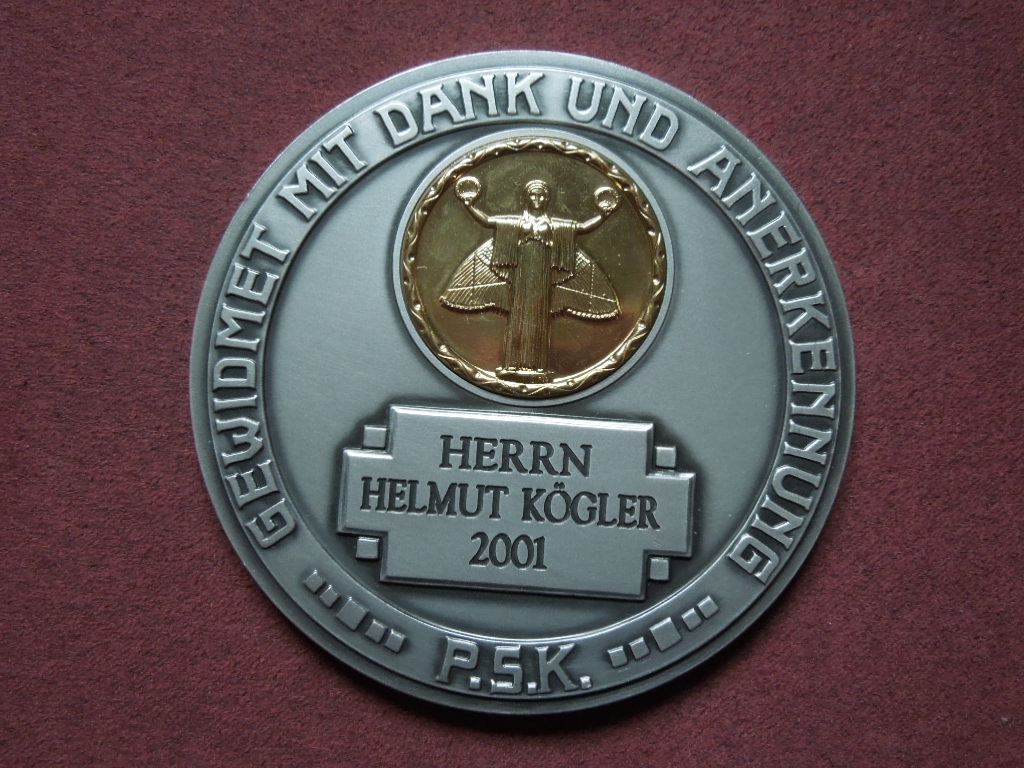 GEWIDMET MIT DANK UND ANERKENNUNG
HERRN
HELMUT KÖGLER
2001
P.S.K.